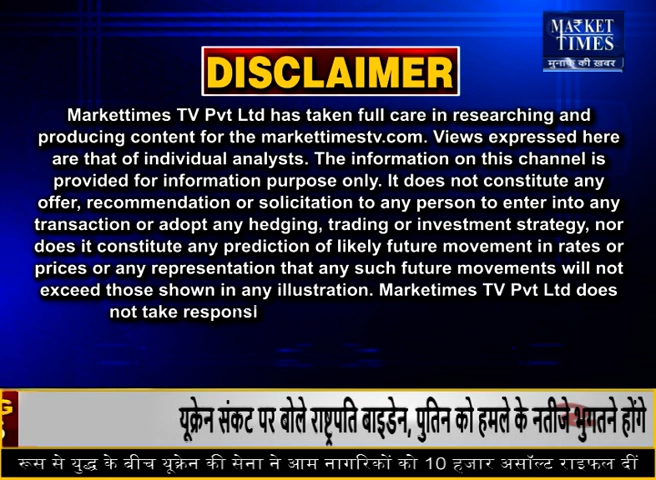 MARKET
TIMES
मुनाफे की ख़बर
DISCLAIMER
Markettimes TV Pvt Ltd has taken full care in researching and
producing content for the markettimestv.com. Views expressed here
are that of individual analysts. The information on this channel is
provided for information purpose only. It does not constitute any
offer, recommendation or solicitation to any person to enter into any
transaction or adopt any hedging, trading or investment strategy, nor
does it constitute any prediction of likely future movement in rates or
prices or any representation that any such future movements will not
exceed those shown in any illustration. Marketimes TV Pvt Ltd does
not take responsi
यूक्रेन संकट पर बोले राष्ट्रपति बाइडेन, पुतिन को हमले के नतीजे भुगतने होंगे
रूस से युद्ध के बीच यूक्रेन की सेना ने आम नागरिकों को 10 हजार असॉल्ट राइफल दीं